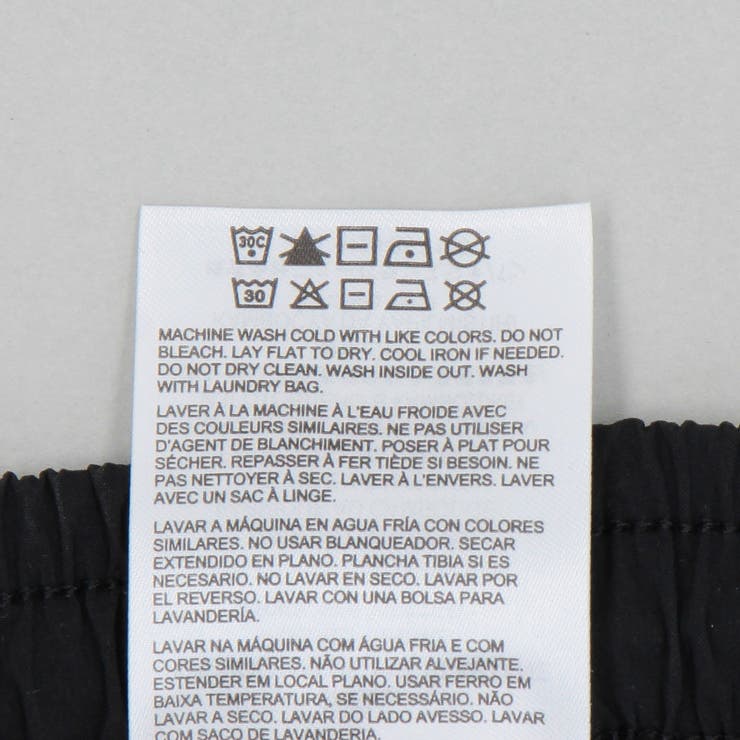 30C
30
MACHINE WASH COLD WITH LIKE COLORS. DO NOT
BLEACH. LAY FLAT TO DRY. COOL IRON IF NEEDED.
DO NOT DRY CLEAN. WASH INSIDE OUT. WASH
WITH LAUNDRY BAG.
LAVER À LA MACHINE À L'EAU FROIDE AVEC
DES COULEURS SIMILAIRES. NE PAS UTILISER
D'AGENT DE BLANCHIMENT. POSER À PLAT POUR
SÉCHER. REPASSER À FER TIÈDE SI BESOIN. NE
PAS NETTOYER À SEC. LAVER À L'ENVERS. LAVER
AVEC UN SAC À LINGE.
LAVAR A MÁQUINA EN AGUA FRÍA CON COLORES
SIMILARES. NO USAR BLANQUEADOR. SECAR
EXTENDIDO EN PLANO. PLANCHA TIBIA SI ES
NECESARIO. NO LAVAR EN SECO. LAVAR POR
EL REVERSO. LAVAR CON UNA BOLSA PARA
LAVANDERÍA.
LAVAR NA MÁQUINA COM ÁGUA FRIA E COM
CORES SIMILARES. NÃO UTILIZAR ALVEJANTE.
ESTENDER EM LOCAL PLANO. USAR FERRO EM
BAIXA TEMPERATURA, SE NECESSÁRIO. NÃO
LAVAR A SECO. LAVAR DO LADO AVESSO. LAVAR
COM SACO DE LAVANDERIA.